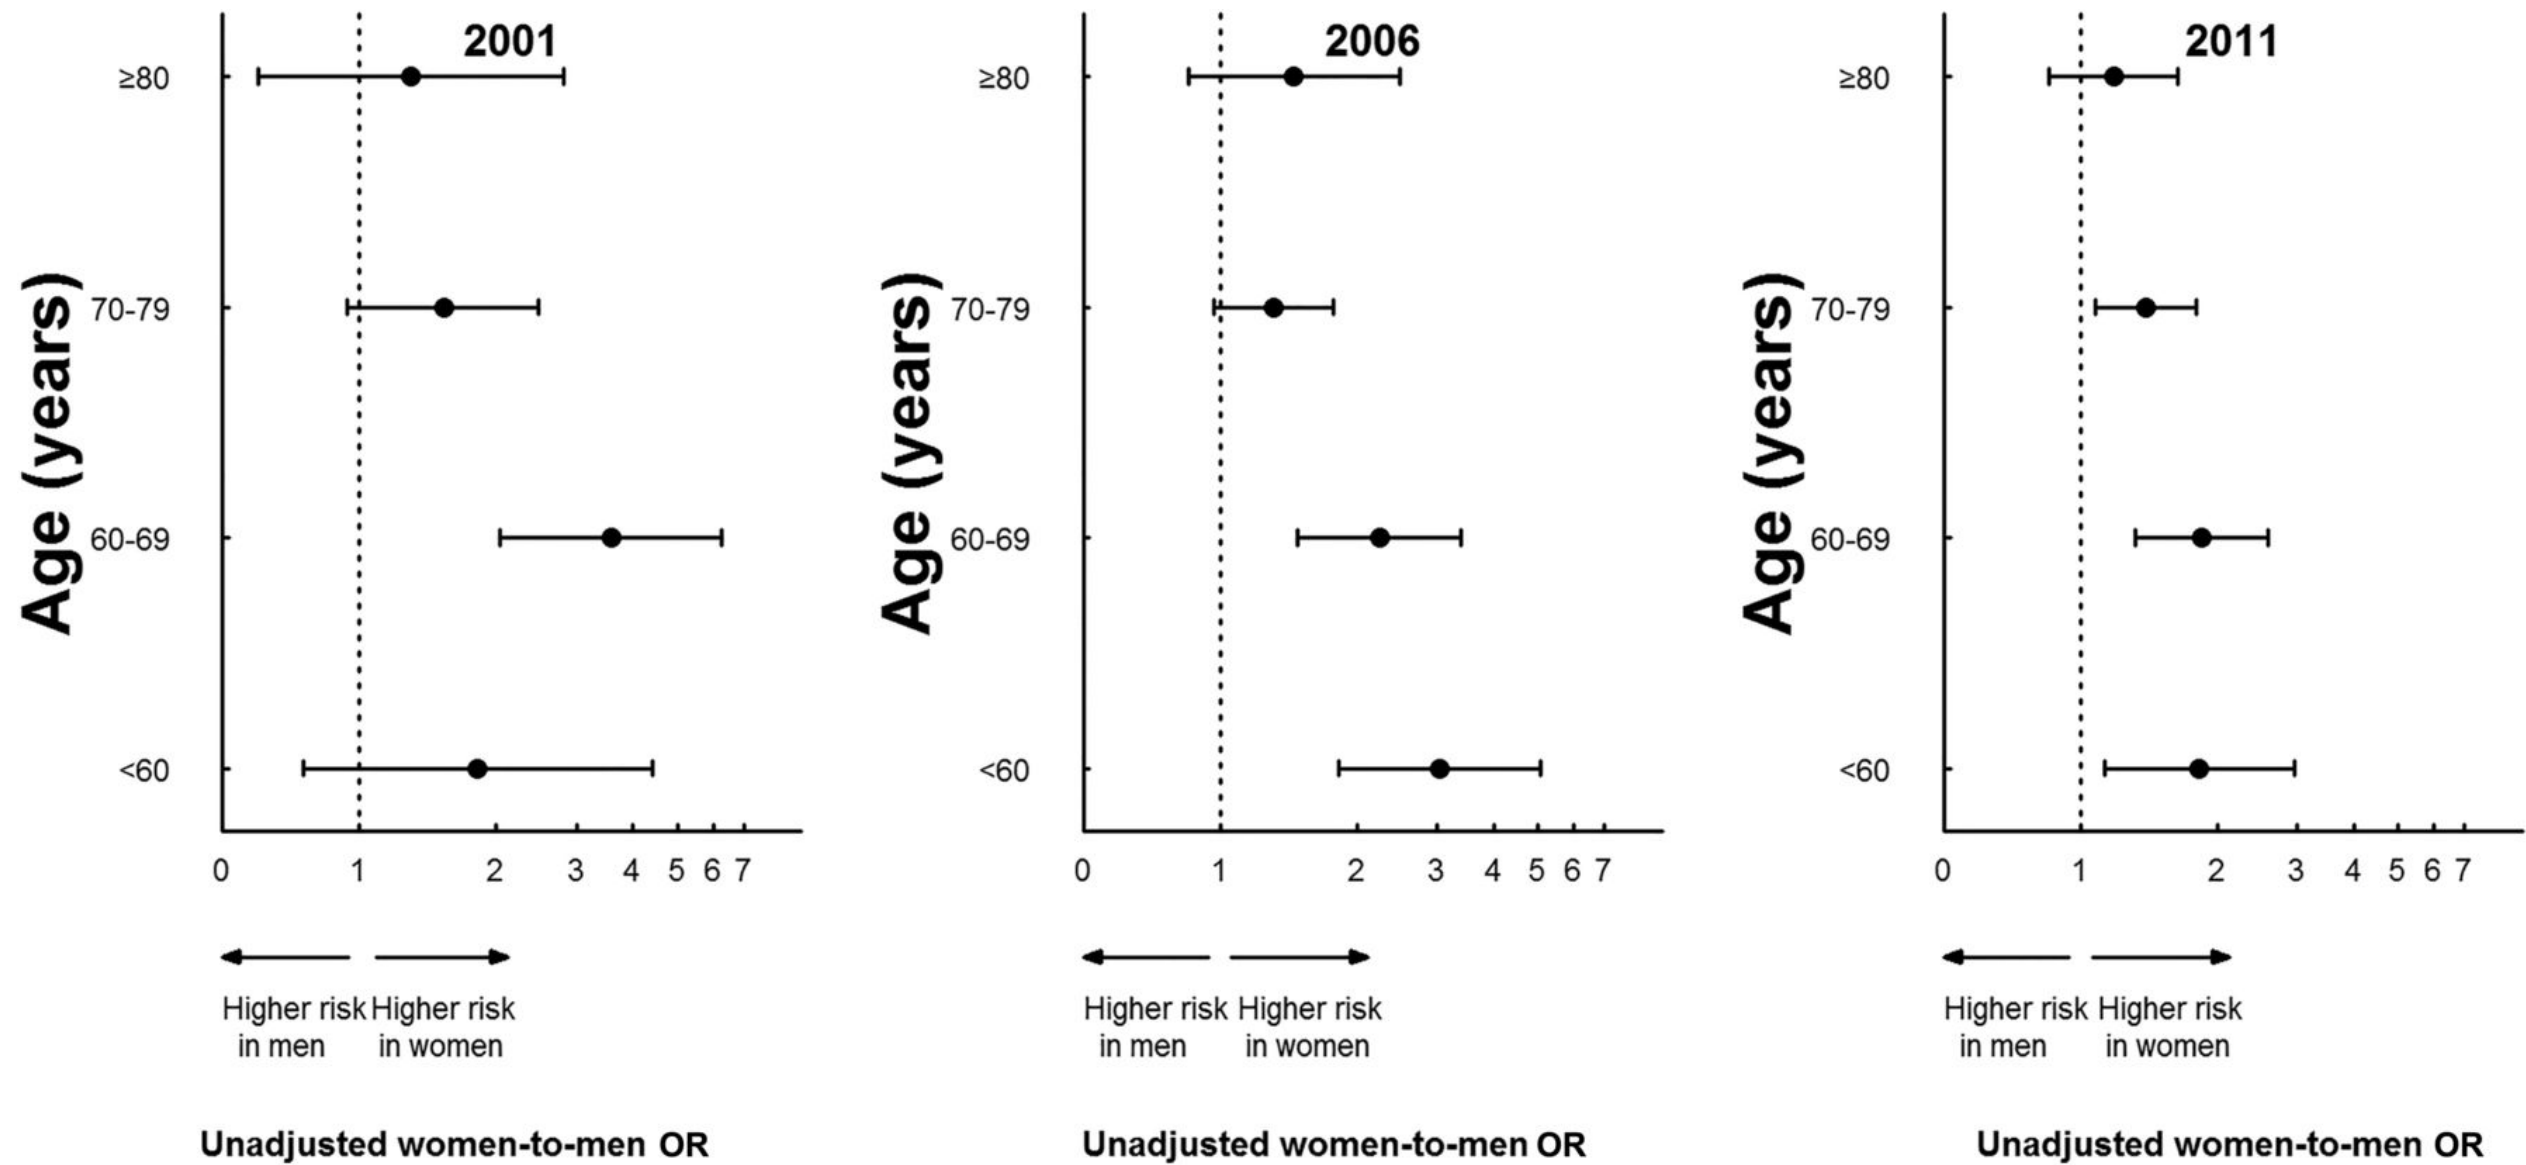 2001
Age (years)
≥80
70-79
60-69
<60
0 1 2 3 4 5 6 7
Higher risk in men
Higher risk in women
Unadjusted women-to-men OR
2006
Age (years)
≥80
70-79
60-69
<60
0 1 2 3 4 5 6 7
Higher risk in men
Higher risk in women
Unadjusted women-to-men OR
2011
Age (years)
≥80
70-79
60-69
<60
0 1 2 3 4 5 6 7
Higher risk in men
Higher risk in women
Unadjusted women-to-men OR